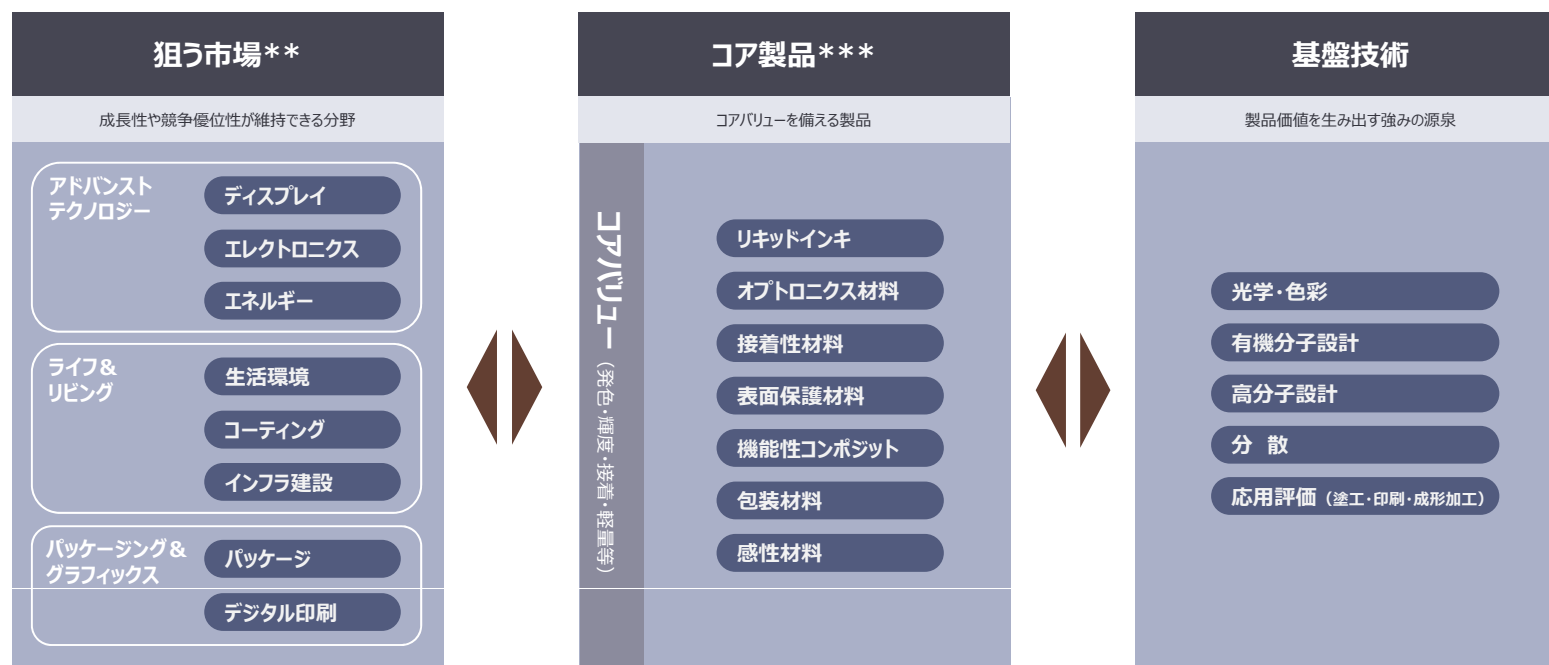 狙う市場**
成長性や競争優位性が維持できる分野
アドバンスト
テクノロジー
ディスプレイ
エレクトロニクス
エネルギー
ライフ&
リビング
生活環境
コーティング
インフラ建設
パッケージング&
グラフィックス
パッケージ
デジタル印刷
コア製品***
コアバリューを備える製品
コアバリュー（発色・輝度・接着・軽量等）
リキッドインキ
オプトロニクス材料
接着性材料
表面保護材料
機能性コンポジット
包装材料
感性材料
基盤技術
製品価値を生み出す強みの源泉
光学・色彩
有機分子設計
高分子設計
分 散
応用評価（塗工・印刷・成形加工）